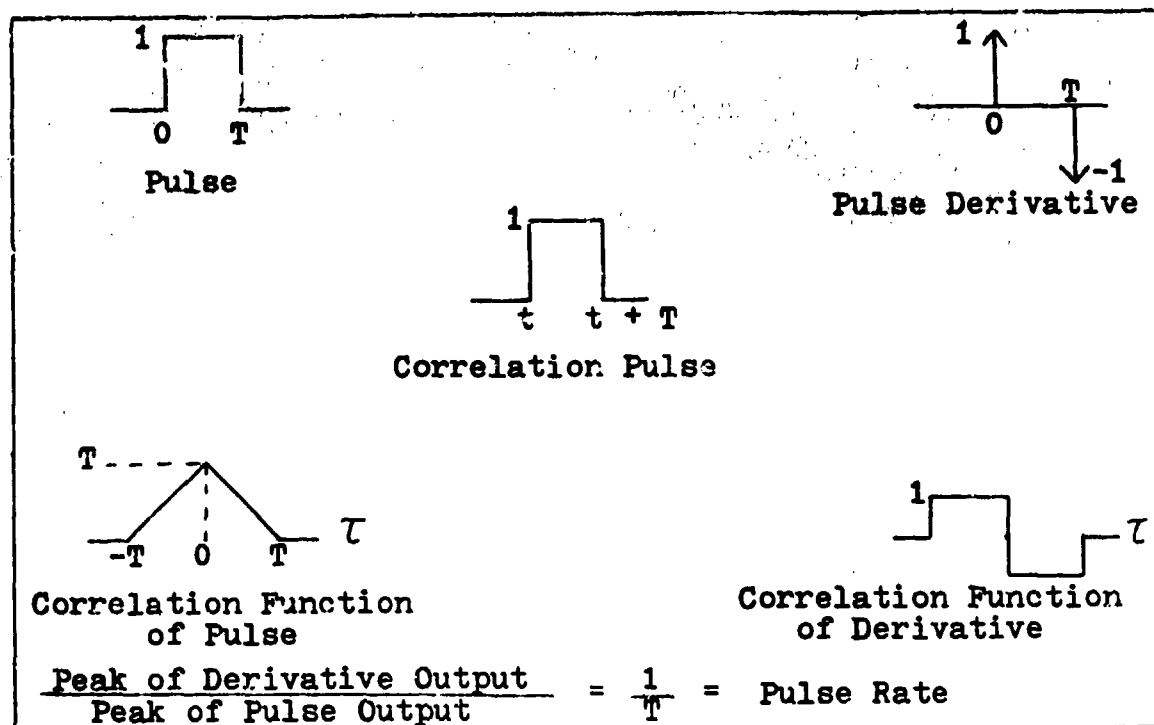 1
0 T
Pulse
1
T
0
-1
Pulse Derivative
1
t t + T
Correlation Pulse
T
-T 0 T τ
Correlation Function
of Pulse
1
τ
Correlation Function
of Derivative
Peak of Derivative Output
Peak of Pulse Output
= 1
T
= Pulse Rate